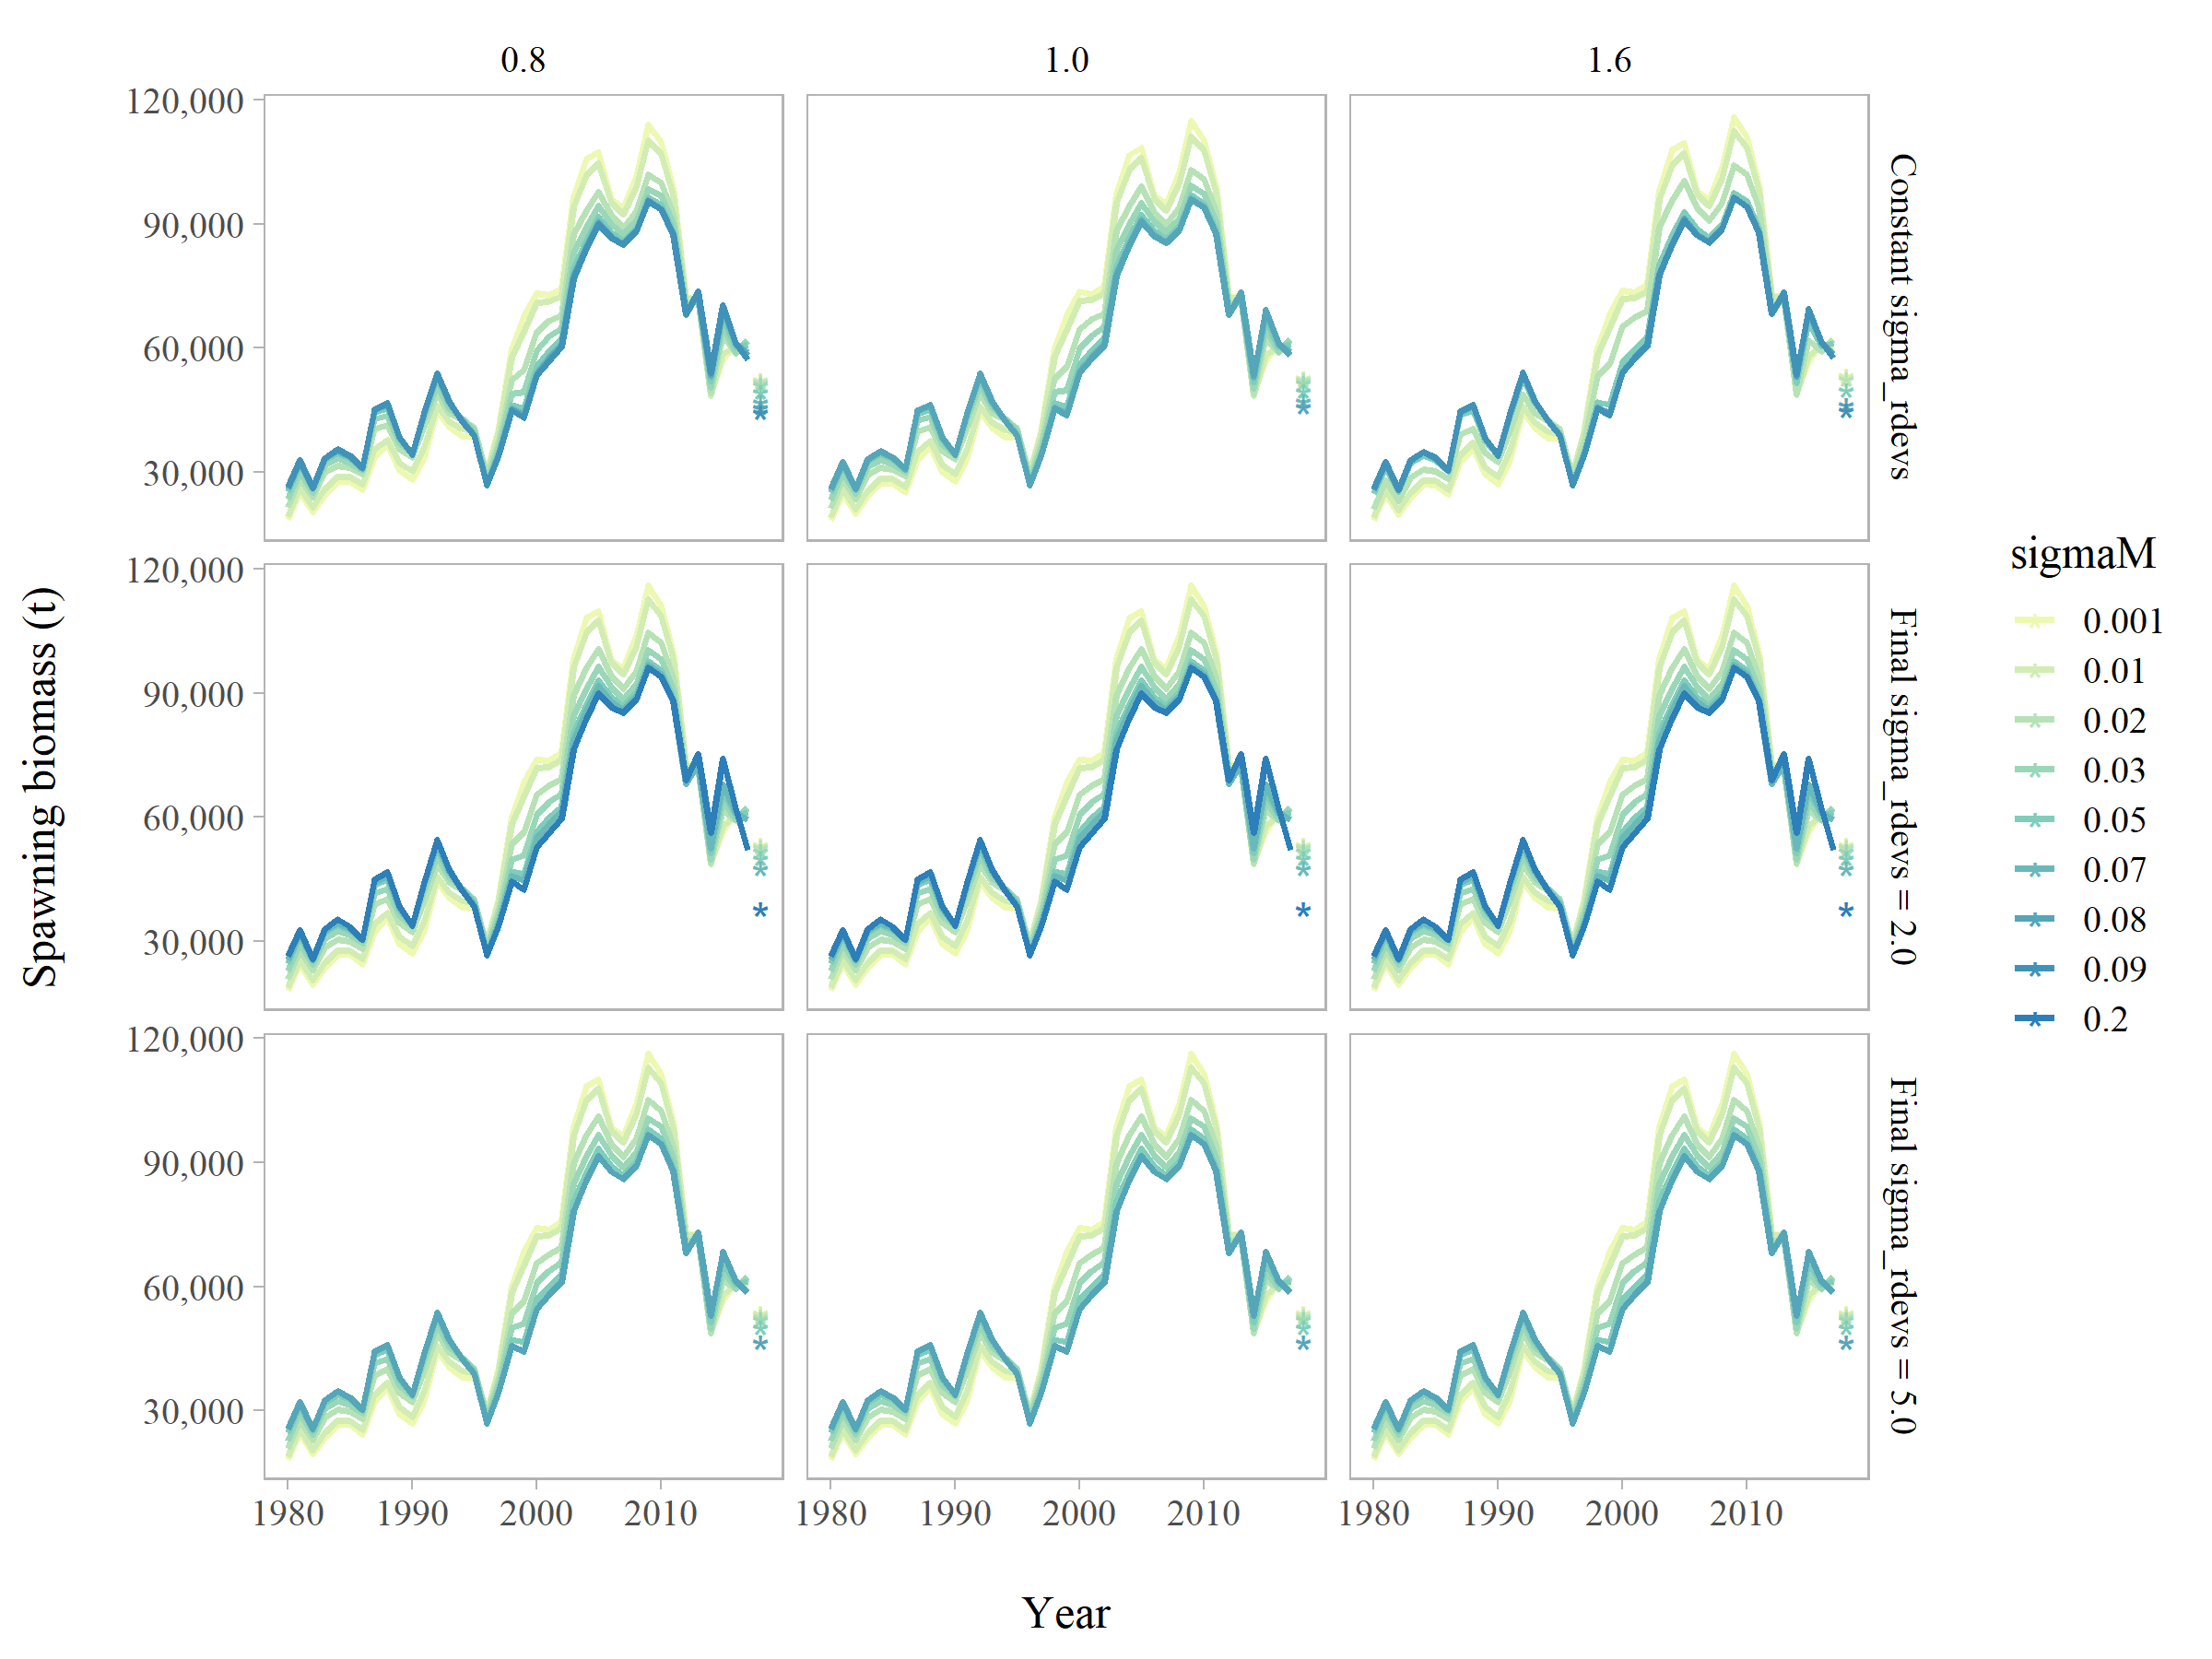 0.8 1.0 1.6
120,000
90,000
60,000
30,000
Constant sigma_rdevs
120,000
90,000
60,000
30,000
Final sigma_rdevs = 2.0
120,000
90,000
60,000
30,000
Final sigma_rdevs = 5.0
1980 1990 2000 2010 1980 1990 2000 2010 1980 1990 2000 2010
Year
Spawning biomass (t)
sigmaM
0.001
0.01
0.02
0.03
0.05
0.07
0.08
0.09
0.2